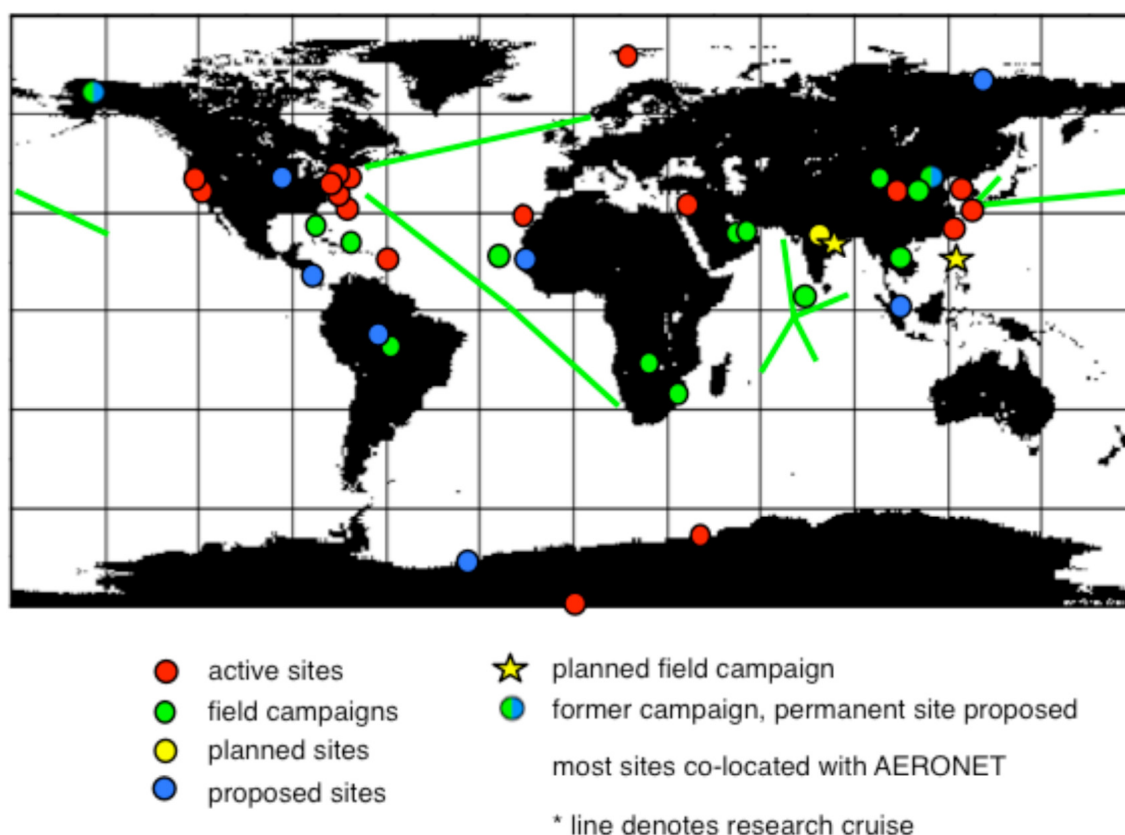 active sites
field campaigns
planned sites
proposed sites
planned field campaign
former campaign, permanent site proposed
most sites co-located with AERONET
* line denotes research cruise